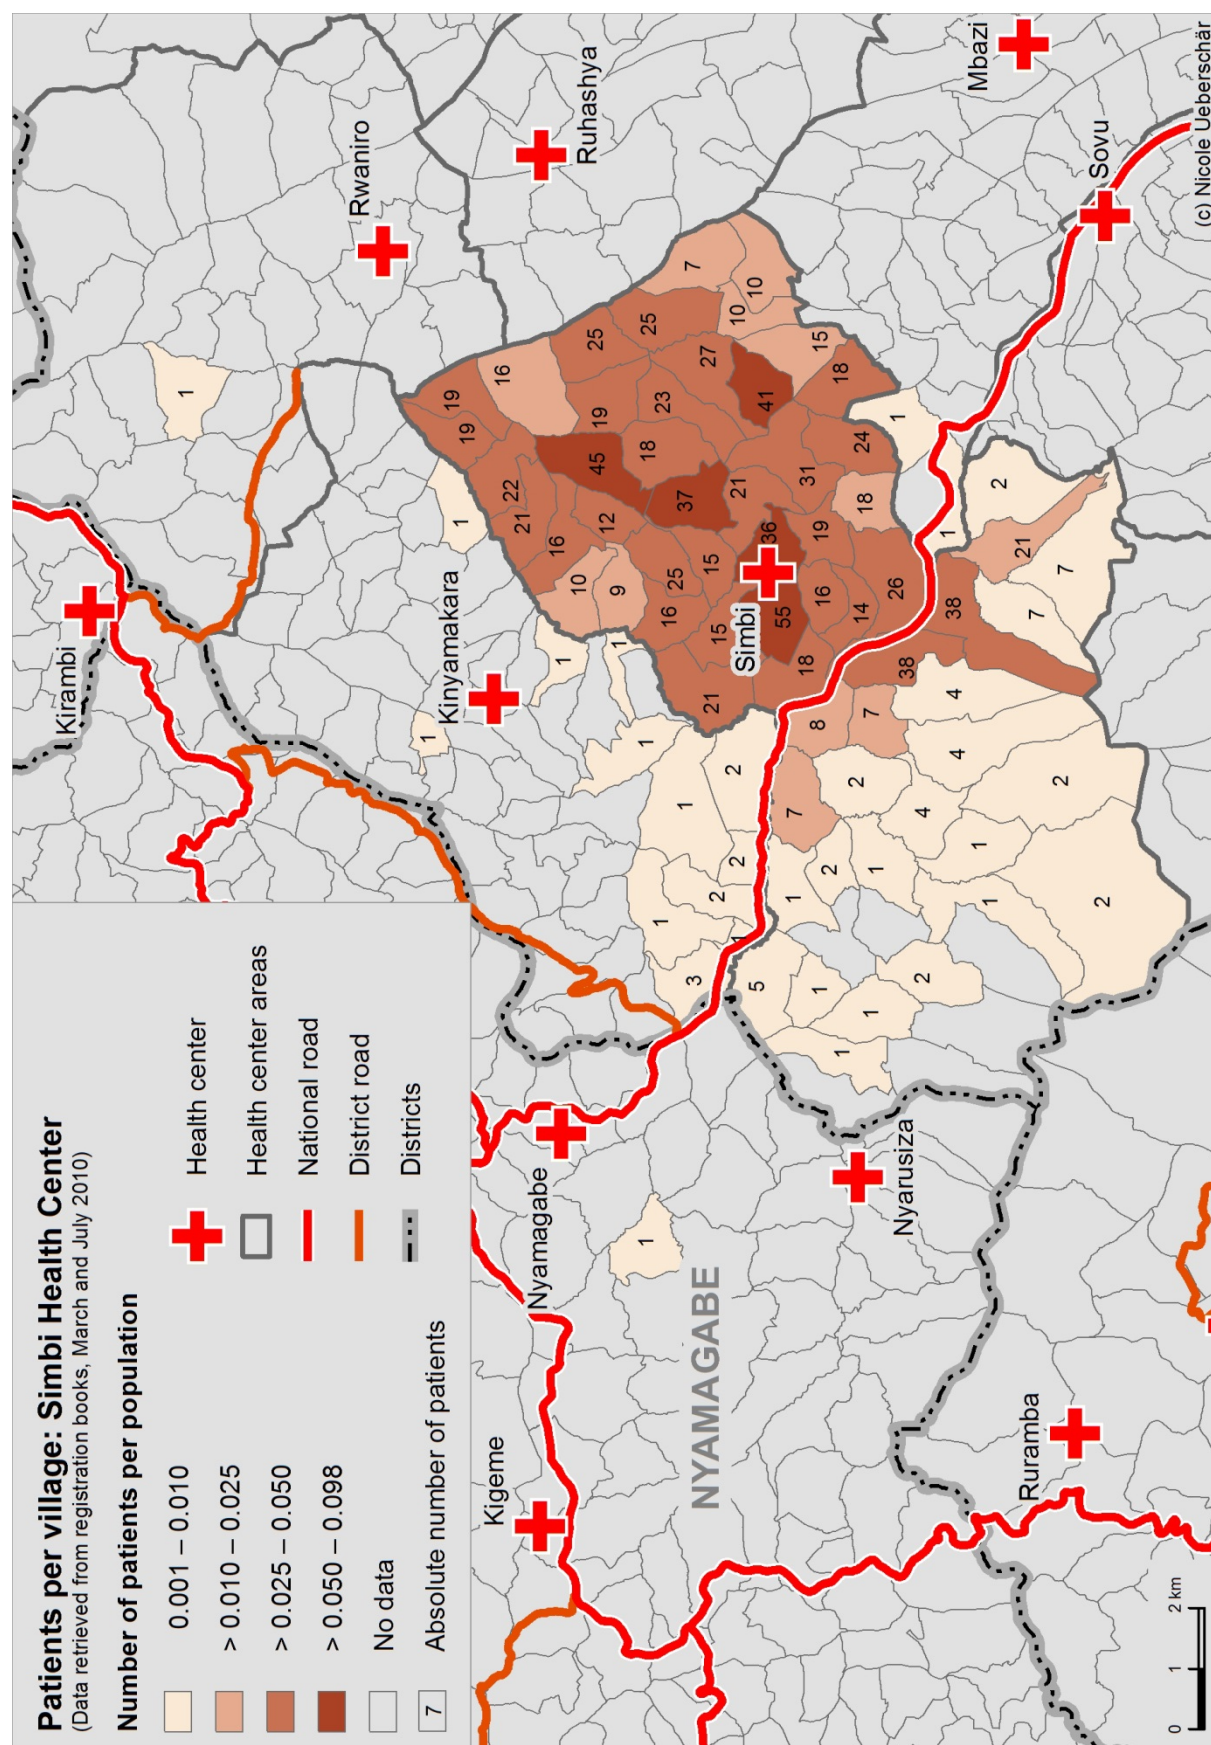 Patients per village: Simbi Health Center
(Data retrieved from registration books, March and July 2010)
Number of patients per population
0.001 – 0.010
> 0.010 – 0.025
> 0.025 – 0.050
> 0.050 – 0.098
No data
7 Absolute number of patients
Health center
Health center areas
National road
District road
Districts
Kirambi
1
Rwaniro
1
Kinyamakara
1
19
19
Kigeme
16
22
21
Nyamagabe
16
1
10
Ruhashya
25
45
19
12
9
1
1
1
25
18
1
23
16
25
37
1
7
3
NYAMAGABE
27
15
21
2
15
2
10
21
2
1
Simbi
10
5
41
36
55
1
7
18
31
8
1
15
19
16
2
1
18
2
14
24
18
7
1
1
26
1
Nyarusiza
38
2
4
1
38
4
4
Mbazi
1
1
2
21
Ruramba
7
2
7
Sovu
2
0 1 2 km
(c) Nicole Ueberschär